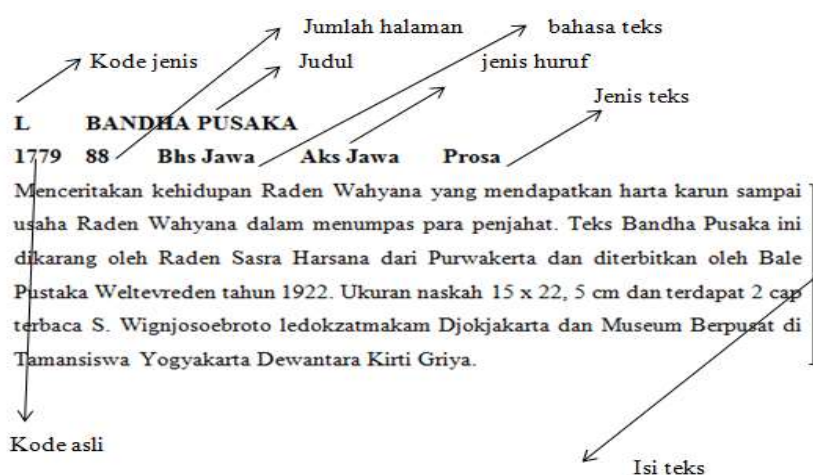 Jumlah halaman bahasa teks
Kode jenis Judul jenis huruf
Jenis teks
L BANDHA PUSAKA
1779 88 Bhs Jawa Aks Jawa Prosa
Menceritakan kehidupan Raden Wahyana yang mendapatkan harta karun sampai
usaha Raden Wahyana dalam menumpas para penjahat. Teks Bandha Pusaka ini
dikarang oleh Raden Sasra Harsana dari Purwakerta dan diterbitkan oleh Bale
Pustaka Weltevreden tahun 1922. Ukuran naskah 15 x 22, 5 cm dan terdapat 2 cap
terbaca S. Wignjosoebroto ledokzatmakam Djokjakarta dan Museum Berpusat di
Tamansiswa Yogyakarta Dewantara Kirti Griya.
Kode asli
Isi teks